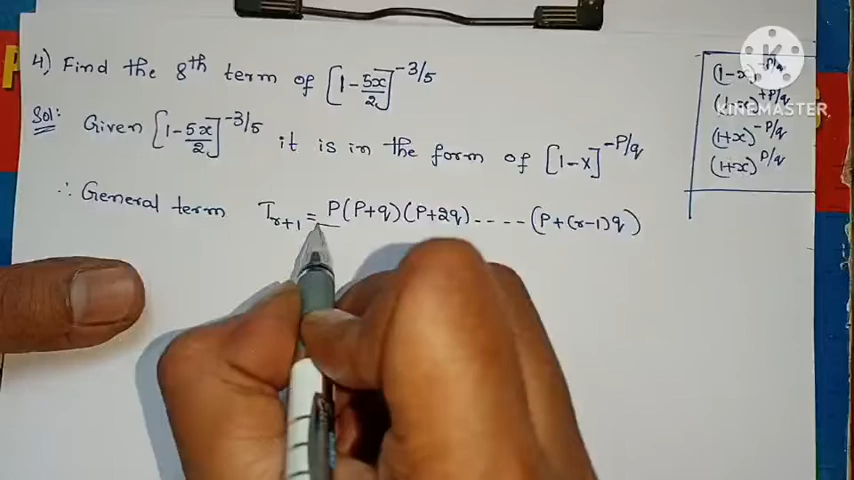 4) Find the 8th term of [1-5x/2]^-3/5
Sol: Given [1-5x/2]^-3/5 it is in the form of [1-x]^-P/q
∴ General term T_r+1 = P(P+q)(P+2q)-----(P+(r-1)q)
(1-x)^-P/q
(1-x)^+P/q
(1+x)^-P/q
(1+x)^P/q
K
KINEMASTER